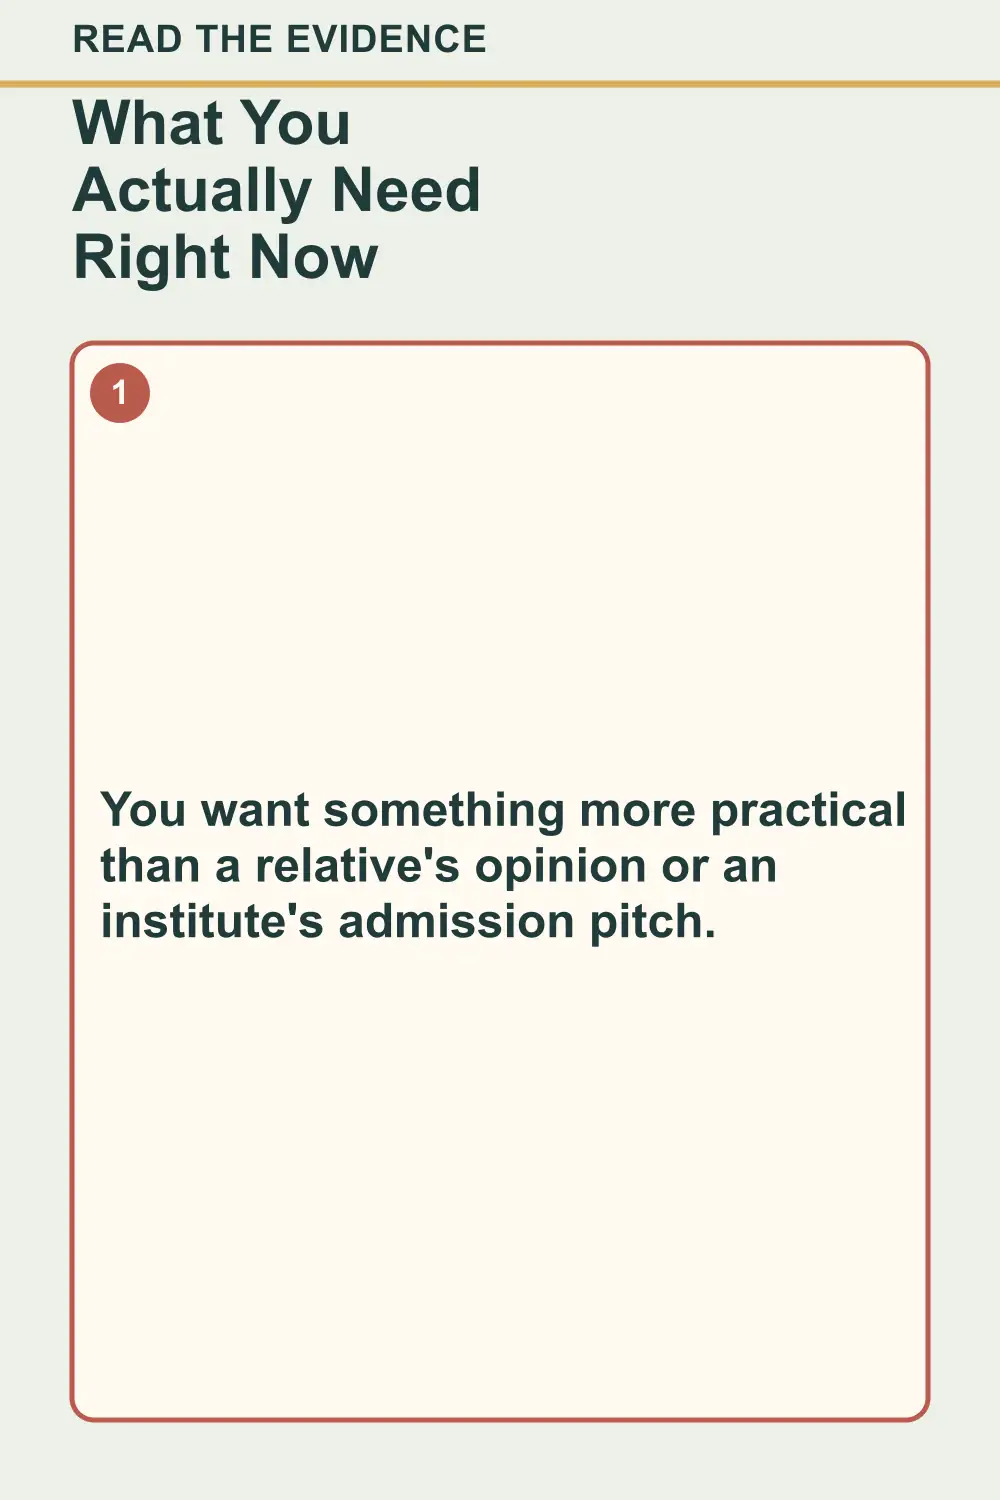 READ THE EVIDENCE
What You
Actually Need
Right Now
1
You want something more practical
than a relative's opinion or an
institute's admission pitch.